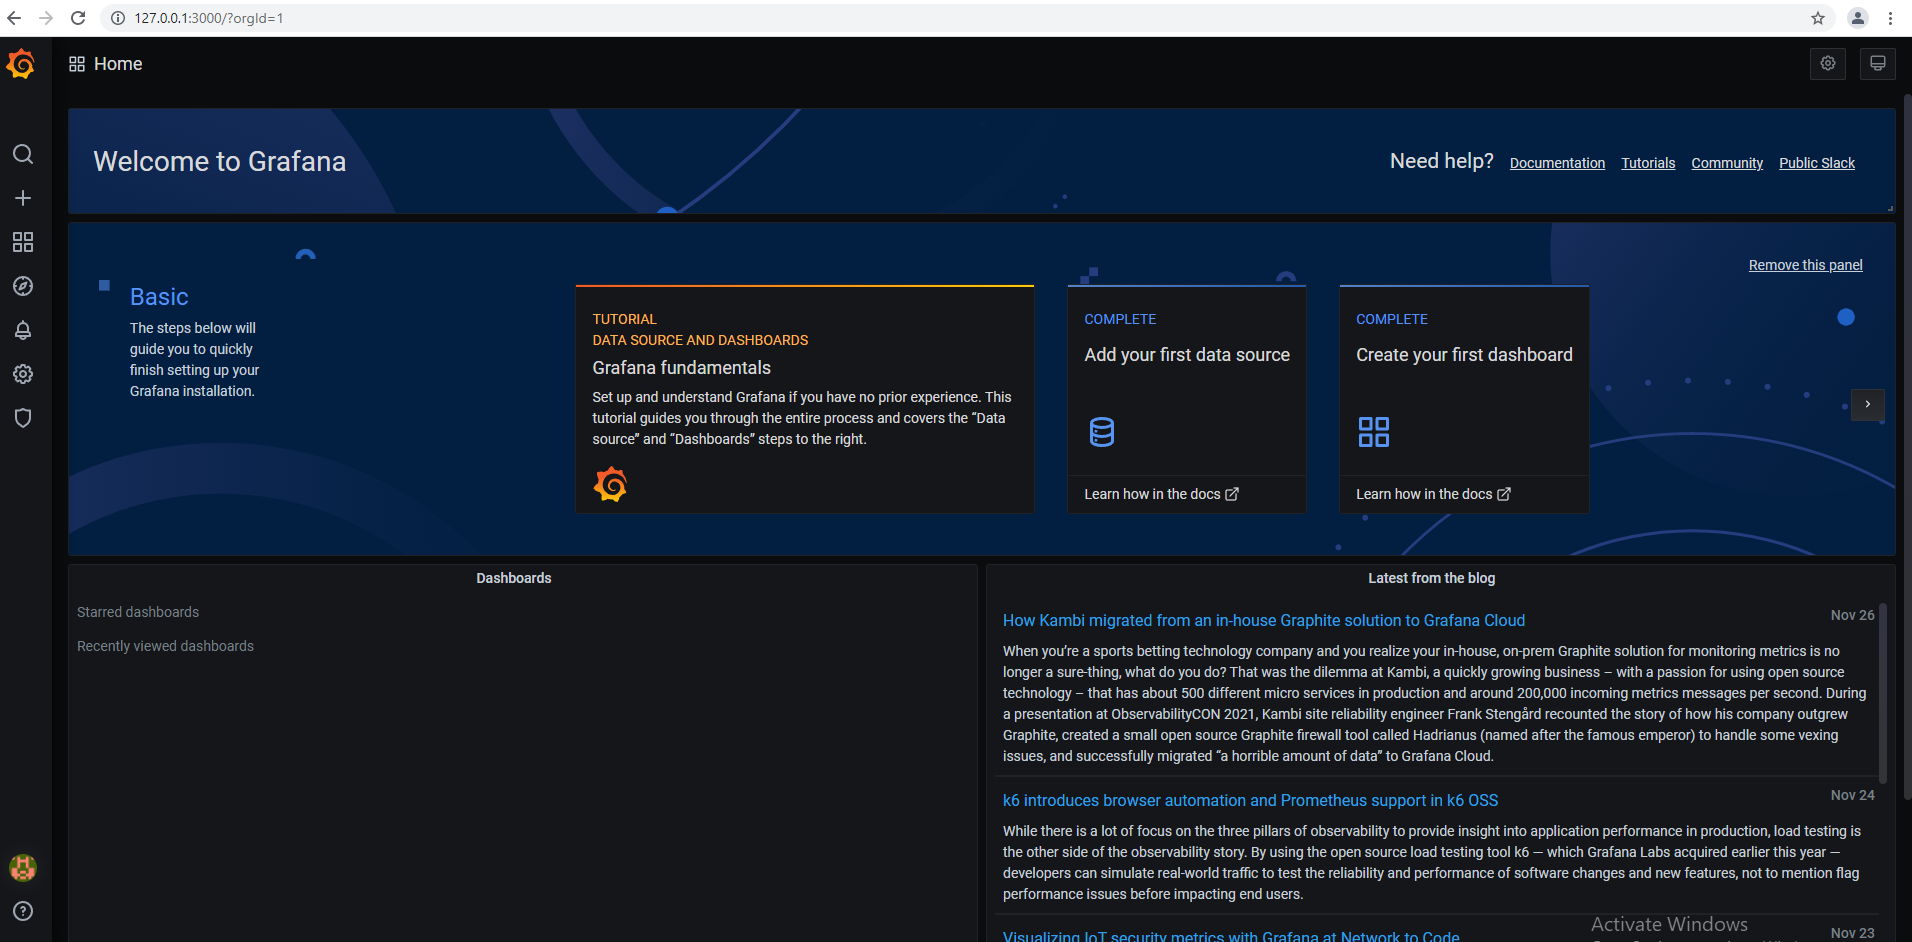 127.0.0.1:3000/?orgId=1
Home
Welcome to Grafana
Need help? Documentation Tutorials Community Public Slack
Remove this panel
Basic
The steps below will
guide you to quickly
finish setting up your
Grafana installation.
TUTORIAL
DATA SOURCE AND DASHBOARDS
Grafana fundamentals
Set up and understand Grafana if you have no prior experience. This
tutorial guides you through the entire process and covers the “Data
source” and “Dashboards” steps to the right.
COMPLETE
Add your first data source
Learn how in the docs
COMPLETE
Create your first dashboard
Learn how in the docs
Dashboards
Starred dashboards
Recently viewed dashboards
Latest from the blog
How Kambi migrated from an in-house Graphite solution to Grafana Cloud
Nov 26
When you’re a sports betting technology company and you realize your in-house, on-prem Graphite solution for monitoring metrics is no
longer a sure-thing, what do you do? That was the dilemma at Kambi, a quickly growing business – with a passion for using open source
technology – that has about 500 different micro services in production and around 200,000 incoming metrics messages per second. During
a presentation at ObservabilityCON 2021, Kambi site reliability engineer Frank Stengård recounted the story of how his company outgrew
Graphite, created a small open source Graphite firewall tool called Hadrianus (named after the famous emperor) to handle some vexing
issues, and successfully migrated “a horrible amount of data” to Grafana Cloud.
k6 introduces browser automation and Prometheus support in k6 OSS
Nov 24
While there is a lot of focus on the three pillars of observability to provide insight into application performance in production, load testing is
the other side of the observability story. By using the open source load testing tool k6 — which Grafana Labs acquired earlier this year —
developers can simulate real-world traffic to test the reliability and performance of software changes and new features, not to mention flag
performance issues before impacting end users.
Activate Windows
Visualizing IoT security metrics with Grafana at Network to Code
Nov 23